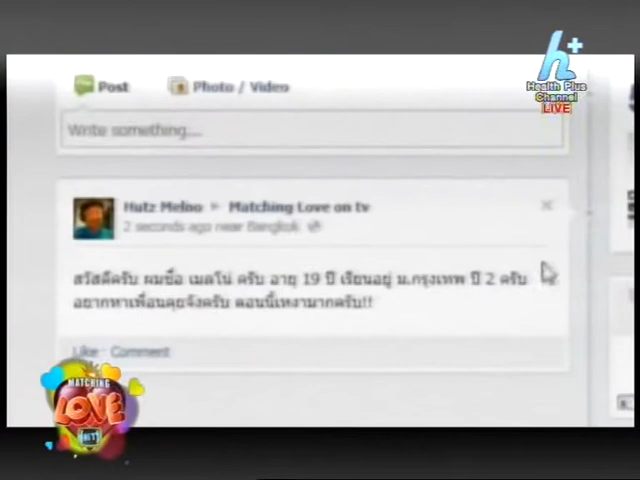 h+
Health Plus
Channel
LIVE
Post
Photo / Video
Write something...
Hutz Melno ▸ Matching Love on tv
2 seconds ago near Bangkok
สวัสดีครับ ผมชื่อ เมลโน่ ครับ อายุ 19 ปี เรียนอยู่ ม.กรุงเทพ ปี 2 ครับ
อยากหาเพื่อนคุยจังครับ ตอนนี้เหงามากครับ!!
Like · Comment
MATCHING
LOVE